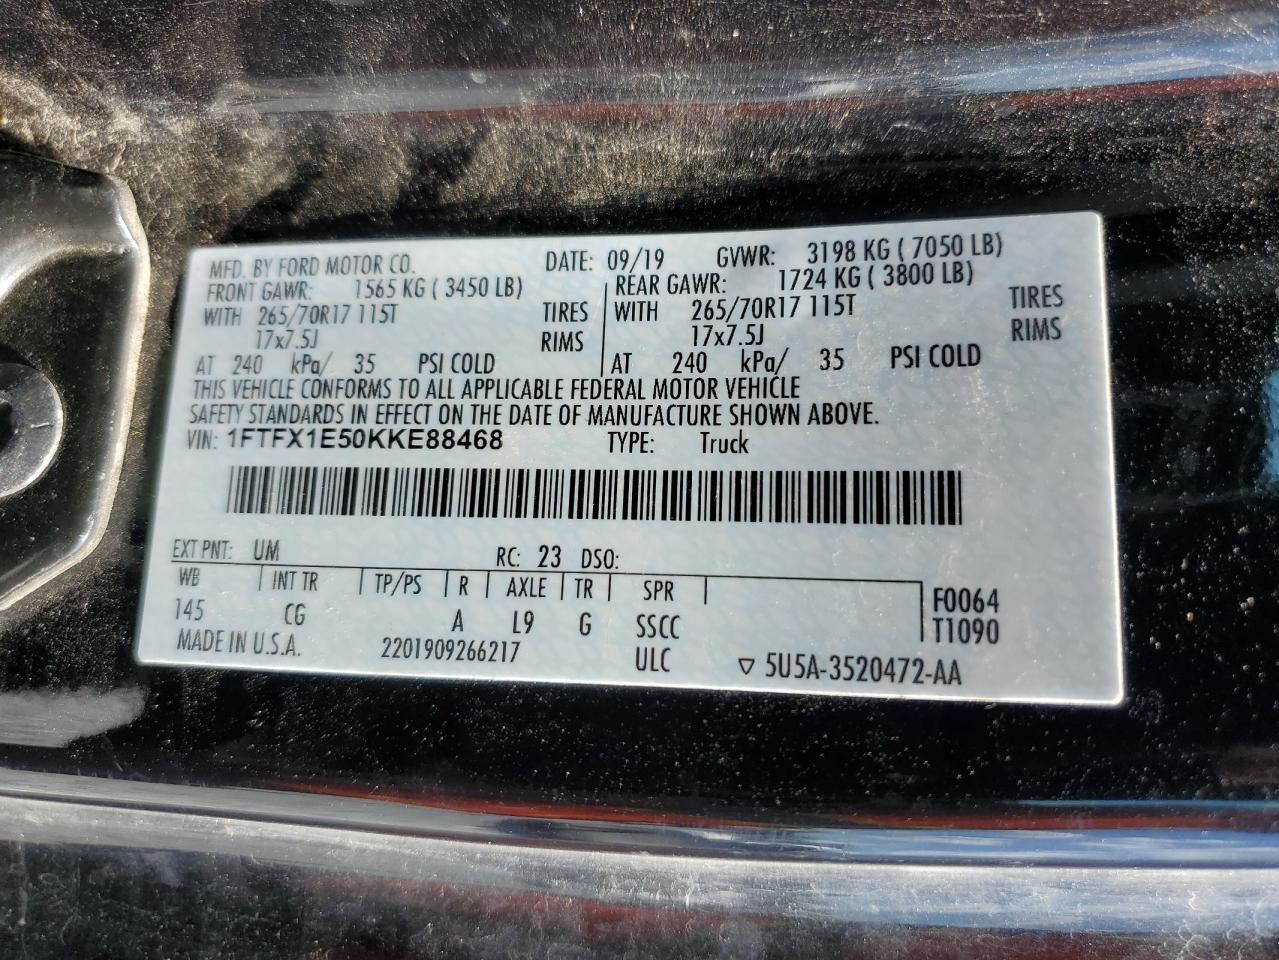 MFD. BY FORD MOTOR CO. DATE: 09/19 GVWR: 3198 KG ( 7050 LB)
FRONT GAWR: 1565 KG ( 3450 LB) REAR GAWR: 1724 KG ( 3800 LB)
WITH 265/70R17 115T TIRES WITH 265/70R17 115T TIRES
17x7.5J RIMS 17x7.5J RIMS
AT 240 kPa/ 35 PSI COLD AT 240 kPa/ 35 PSI COLD
THIS VEHICLE CONFORMS TO ALL APPLICABLE FEDERAL MOTOR VEHICLE
SAFETY STANDARDS IN EFFECT ON THE DATE OF MANUFACTURE SHOWN ABOVE.
VIN: 1FTFX1E50KKE88468 TYPE: Truck
EXT PNT: UM RC: 23 DSO:
WB INT TR TP/PS R AXLE TR SPR F0064
145 CG A L9 G SSCC T1090
MADE IN U.S.A. 2201909266217 ULC ▽ 5U5A-3520472-AA